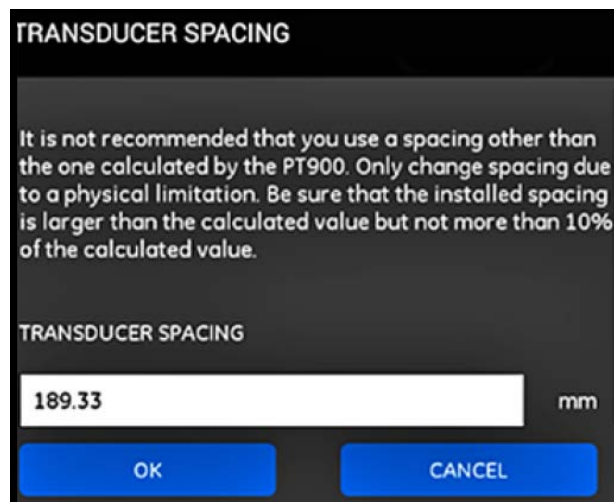 TRANSDUCER SPACING
It is not recommended that you use a spacing other than
the one calculated by the PT900. Only change spacing due
to a physical limitation. Be sure that the installed spacing
is larger than the calculated value but not more than 10%
of the calculated value.
TRANSDUCER SPACING
189.33 mm
OK CANCEL